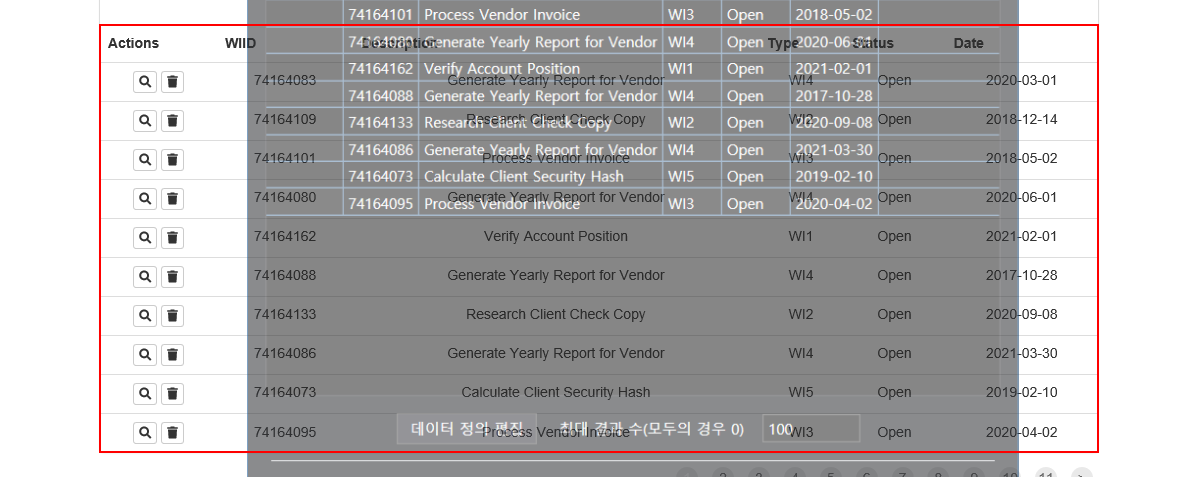 74164101 Process Vendor Invoice WI3 Open 2018-05-02
Actions WIID Description Type Status Date
74164080 Generate Yearly Report for Vendor WI4 Open 2020-06-01
74164162 Verify Account Position WI1 Open 2021-02-01
74164083 Generate Yearly Report for Vendor WI4 Open 2020-03-01
74164088 Generate Yearly Report for Vendor WI4 Open 2017-10-28
74164109 Research Client Check Copy WI2 Open 2018-12-14
74164133 Research Client Check Copy WI2 Open 2020-09-08
74164086 Generate Yearly Report for Vendor WI4 Open 2021-03-30
74164101 Process Vendor Invoice WI3 Open 2018-05-02
74164073 Calculate Client Security Hash WI5 Open 2019-02-10
74164080 Generate Yearly Report for Vendor WI4 Open 2020-06-01
74164095 Process Vendor Invoice WI3 Open 2020-04-02
74164162 Verify Account Position WI1 Open 2021-02-01
74164088 Generate Yearly Report for Vendor WI4 Open 2017-10-28
74164133 Research Client Check Copy WI2 Open 2020-09-08
74164086 Generate Yearly Report for Vendor WI4 Open 2021-03-30
74164073 Calculate Client Security Hash WI5 Open 2019-02-10
데이터 정의 편집 최대 결과 수(모두의 경우 0) 100
74164095 Process Vendor Invoice WI3 Open 2020-04-02
2 3 4 5 6 7 8 9 10 11 >